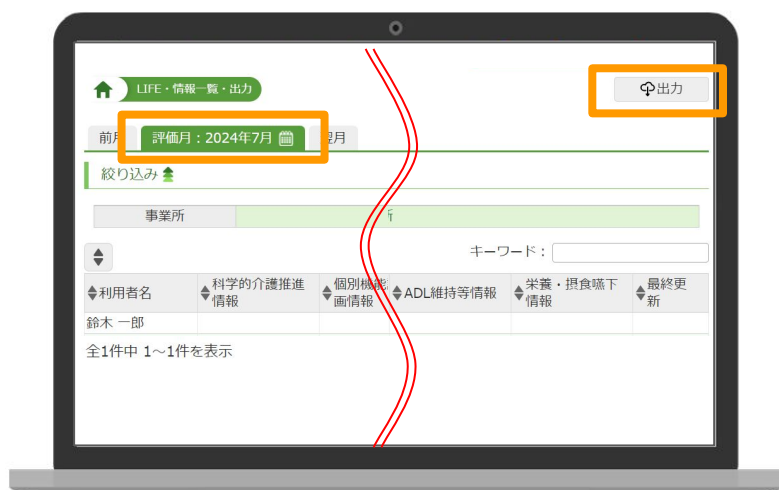 LIFE・情報一覧・出力
出力
前月 評価月：2024年7月 翌月
絞り込み
事業所
キーワード：
利用者名 科学的介護推進情報 個別機能 画情報 ADL維持等情報 栄養・摂食嚥下情報 最終更新
鈴木 一郎
全1件中 1～1件を表示